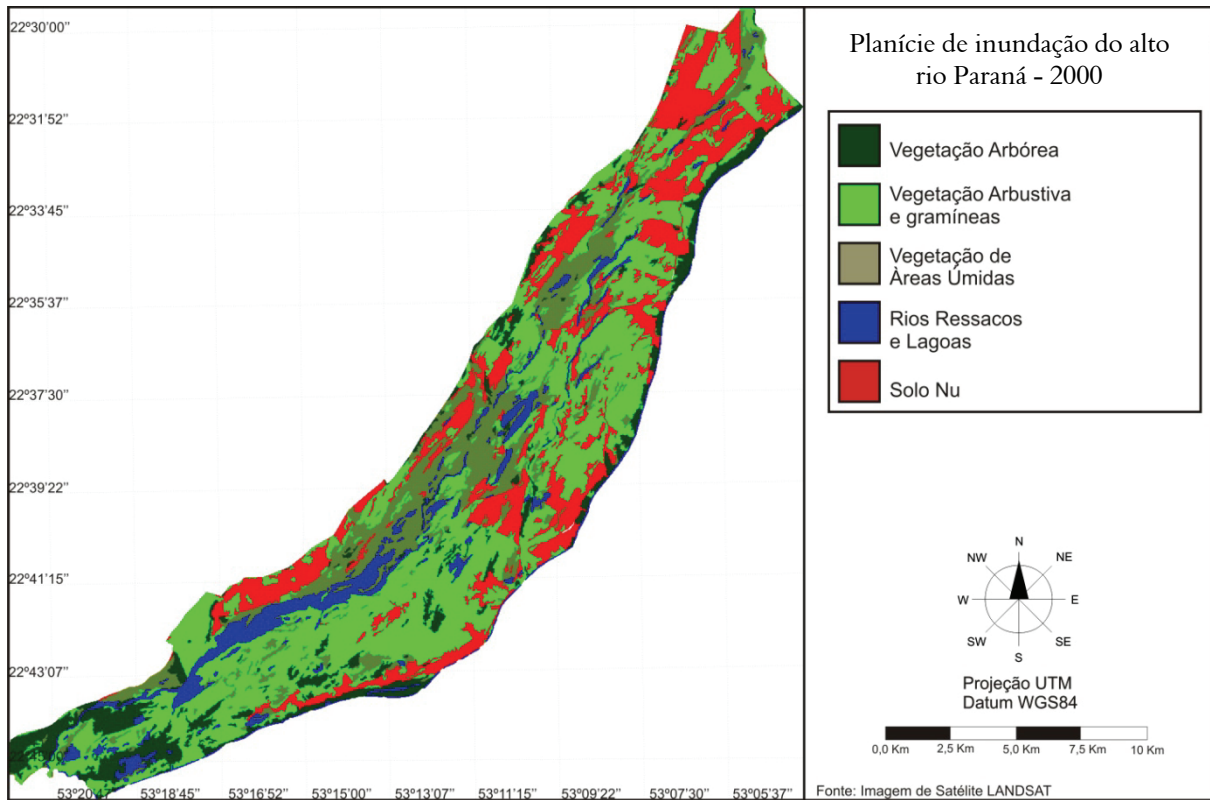 22º30'00''
22º31'52''
22º33'45''
22º35'37''
22º37'30''
22º39'22''
22º41'15''
22º43'07''
22º45'00''
53º20'47''
53º18'45''
53º16'52''
53º15'00''
53º13'07''
53º11'15''
53º09'22''
53º07'30''
53º05'37''
Planície de inundação do alto
rio Paraná - 2000
Vegetação Arbórea
Vegetação Arbustiva
e gramíneas
Vegetação de
Àreas Úmidas
Rios Ressacos
e Lagoas
Solo Nu
N
NW
NE
W
E
SW
SE
S
Projeção UTM
Datum WGS84
0,0 Km
2,5 Km
5,0 Km
7,5 Km
10 Km
Fonte: Imagem de Satélite LANDSAT